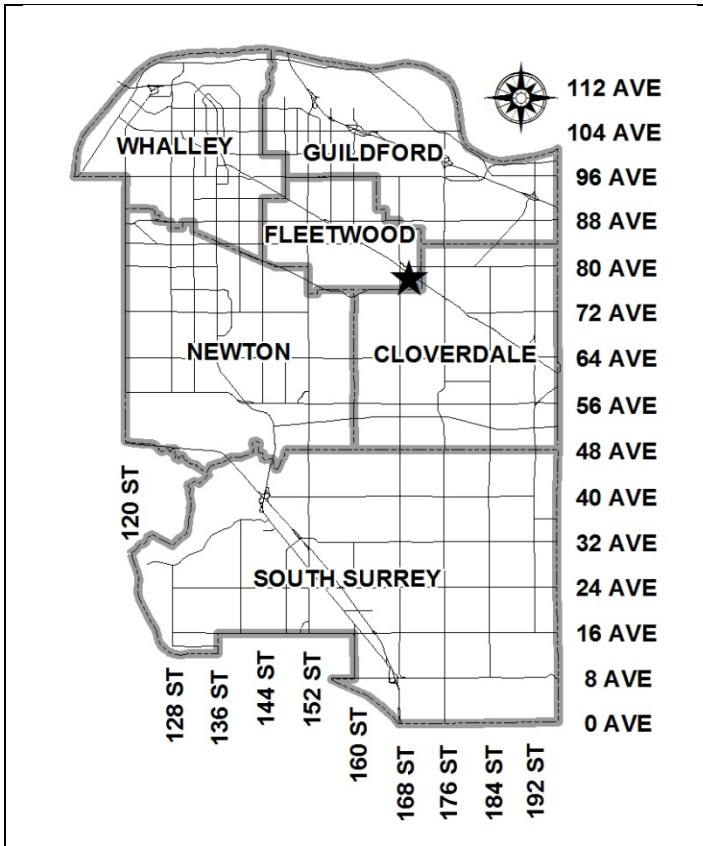 112 AVE
104 AVE
WHALLEY
GUILDFORD
96 AVE
88 AVE
FLEETWOOD
80 AVE
72 AVE
NEWTON
CLOVERDALE
64 AVE
56 AVE
48 AVE
120 ST
40 AVE
32 AVE
SOUTH SURREY
24 AVE
16 AVE
8 AVE
0 AVE
128 ST
136 ST
144 ST
152 ST
160 ST
168 ST
176 ST
184 ST
192 ST